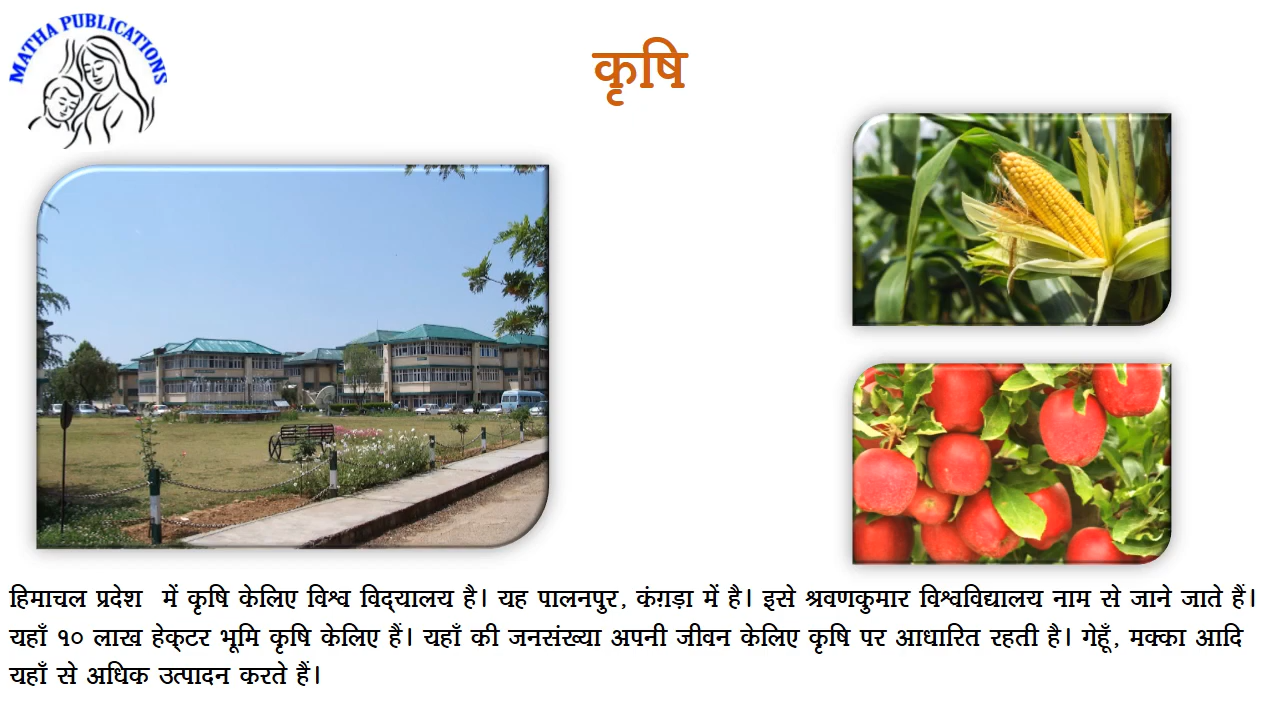 MATHA PUBLICATIONS
कृषि
हिमाचल प्रदेश में कृषि केलिए विश्व विद्यालय है। यह पालनपुर, कंग़ड़ा में है। इसे श्रवणकुमार विश्वविद्यालय नाम से जाने जाते हैं।
यहाँ १० लाख हेक्टर भूमि कृषि केलिए हैं। यहाँ की जनसंख्या अपनी जीवन केलिए कृषि पर आधारित रहती है। गेहूँ, मक्का आदि
यहाँ से अधिक उत्पादन करते हैं।